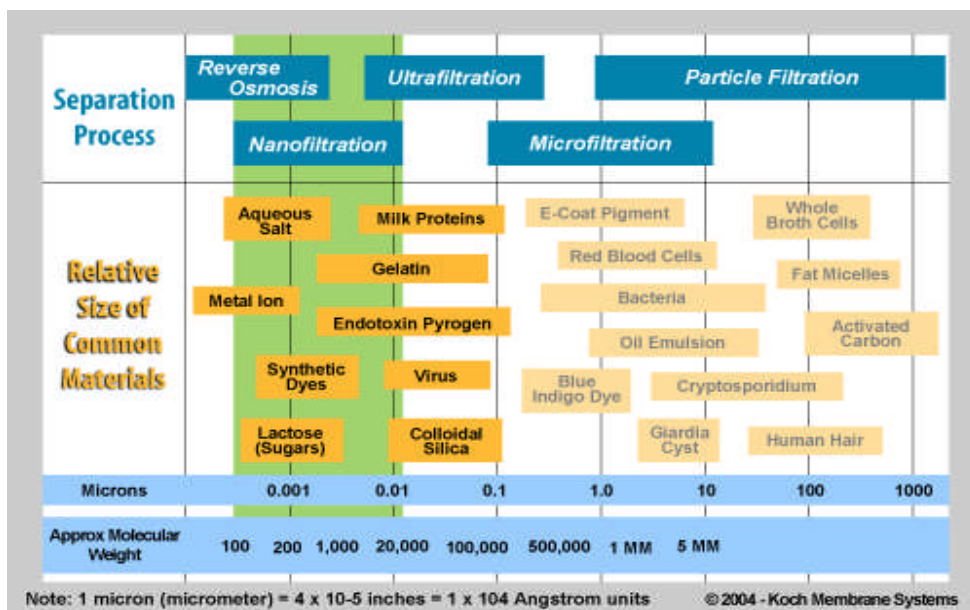 Separation
Process
Reverse
Osmosis
Ultrafiltration
Particle Filtration
Nanofiltration
Microfiltration
Relative
Size of
Common
Materials
Aqueous
Salt
Milk Proteins
E-Coat Pigment
Whole
Broth Cells
Gelatin
Red Blood Cells
Fat Micelles
Metal Ion
Bacteria
Endotoxin Pyrogen
Oil Emulsion
Activated
Carbon
Synthetic
Dyes
Virus
Blue
Indigo Dye
Cryptosporidium
Lactose
(Sugars)
Colloidal
Silica
Giardia
Cyst
Human Hair
Microns 0.001 0.01 0.1 1.0 10 100 1000
Approx Molecular
Weight
100 200 1,000 20,000 100,000 500,000 1 MM 5 MM
Note: 1 micron (micrometer) = 4 x 10-5 inches = 1 x 104 Angstrom units © 2004 - Koch Membrane Systems